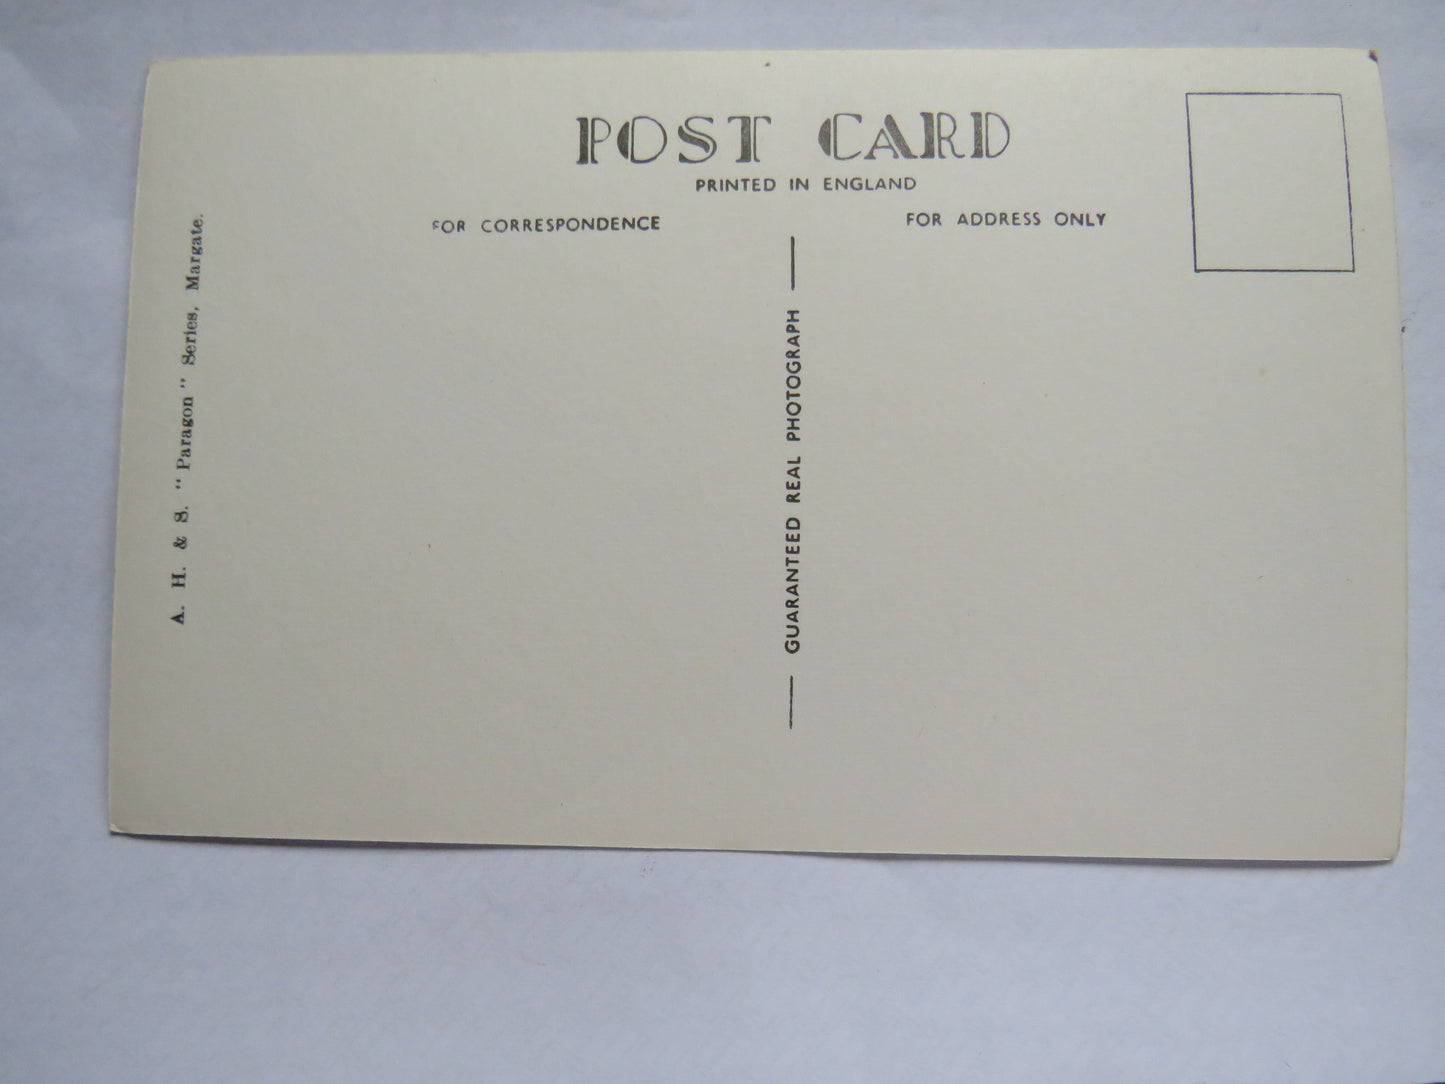 POST CARD
PRINTED IN ENGLAND
FOR CORRESPONDENCE
FOR ADDRESS ONLY
A. H. & S. "Paragon" Series, Margate.
GUARANTEED REAL PHOTOGRAPH